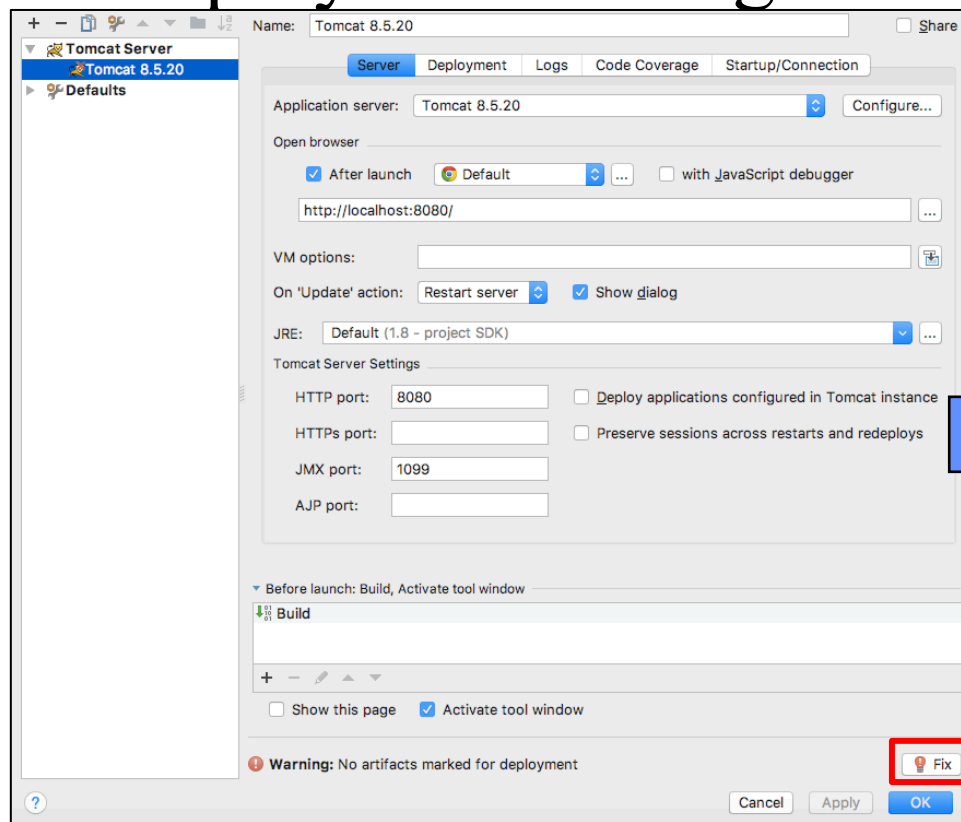 Name: Tomcat 8.5.20 Share
Tomcat Server
Tomcat 8.5.20
Defaults
Server Deployment Logs Code Coverage Startup/Connection
Application server: Tomcat 8.5.20 Configure...
Open browser
After launch Default ... with JavaScript debugger
http://localhost:8080/ ...
VM options:
On 'Update' action: Restart server Show dialog
JRE: Default (1.8 - project SDK) ...
Tomcat Server Settings
HTTP port: 8080 Deploy applications configured in Tomcat instance
HTTPs port: Preserve sessions across restarts and redeploys
JMX port: 1099
AJP port:
Before launch: Build, Activate tool window
Build
Show this page Activate tool window
Warning: No artifacts marked for deployment Fix
? Cancel Apply OK